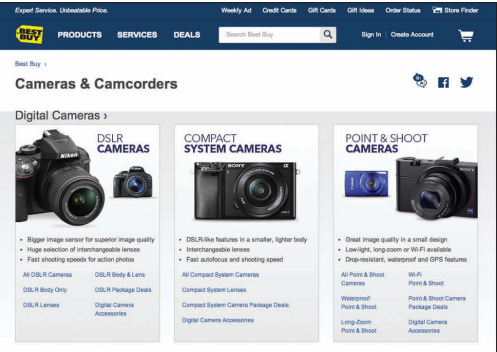 Expert Service. Unbeatable Price.
Weekly Ad Credit Cards Gift Cards Gift Ideas Order Status Store Finder
BEST BUY PRODUCTS SERVICES DEALS Search Best Buy Sign In Create Account
Best Buy ›
Cameras & Camcorders
Digital Cameras ›
DSLR
CAMERAS
Nikon
• Bigger image sensor for superior image quality
• Huge selection of interchangeable lenses
• Fast shooting speeds for action photos
All DSLR Cameras DSLR Body & Lens
DSLR Body Only DSLR Package Deals
DSLR Lenses Digital Camera
Accessories
COMPACT
SYSTEM CAMERAS
SONY α
• DSLR-like features in a smaller, lighter body
• Interchangeable lenses
• Fast autofocus and shooting speed
All Compact System Cameras
Compact System Lenses
Compact System Camera Package Deals
Digital Camera Accessories
POINT & SHOOT
CAMERAS
SONY
• Great image quality in a small design
• Low-light, long-zoom or Wi-Fi available
• Drop-resistant, waterproof and GPS features
All Point & Shoot Wi-Fi
Cameras Point & Shoot
Waterproof Point & Shoot Camera
Point & Shoot Package Deals
Long-Zoom Digital Camera
Point & Shoot Accessories